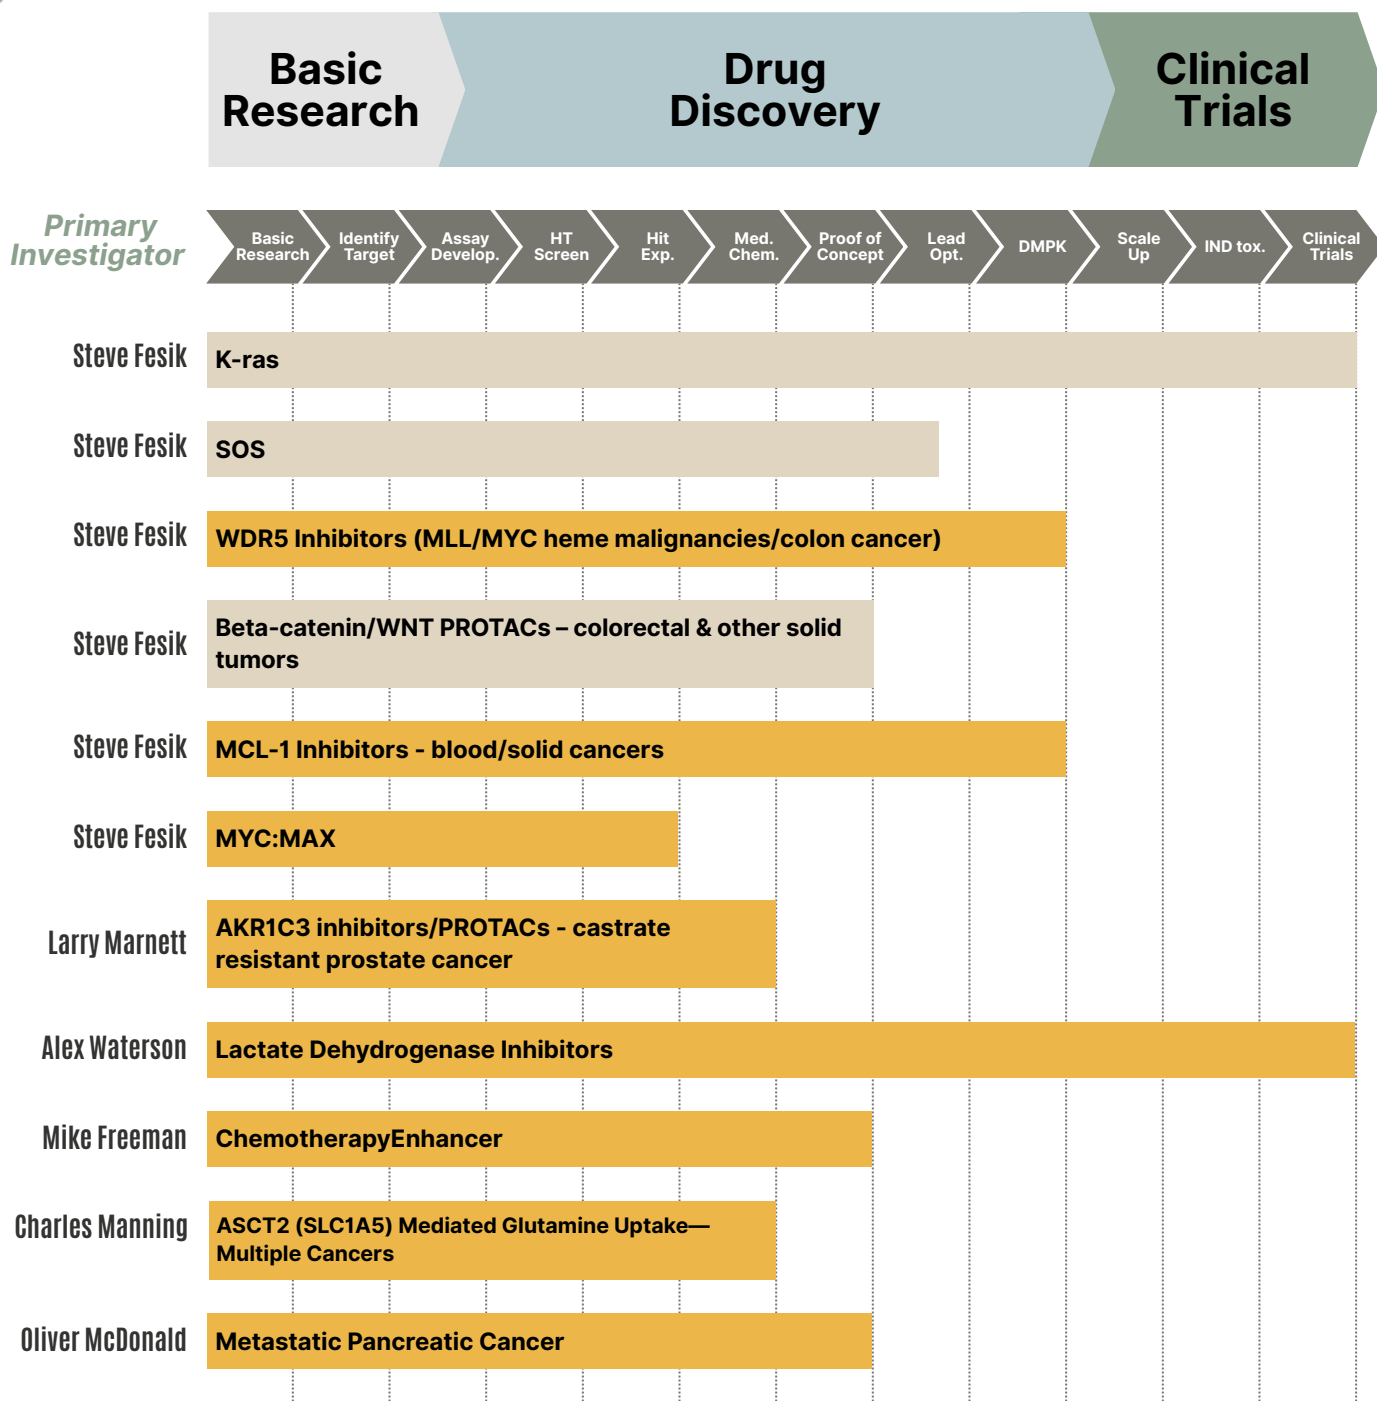 Basic
Research
Drug
Discovery
Clinical
Trials
Primary
Investigator
Basic
Research
Identify
Target
Assay
Develop.
HT
Screen
Hit
Exp.
Med.
Chem.
Proof of
Concept
Lead
Opt.
DMPK
Scale
Up
IND tox.
Clinical
Trials
Steve Fesik
K-ras
Steve Fesik
SOS
Steve Fesik
WDR5 Inhibitors (MLL/MYC heme malignancies/colon cancer)
Steve Fesik
Beta-catenin/WNT PROTACs – colorectal & other solid
tumors
Steve Fesik
MCL-1 Inhibitors - blood/solid cancers
Steve Fesik
MYC:MAX
Larry Marnett
AKR1C3 inhibitors/PROTACs - castrate
resistant prostate cancer
Alex Waterson
Lactate Dehydrogenase Inhibitors
Mike Freeman
ChemotherapyEnhancer
Charles Manning
ASCT2 (SLC1A5) Mediated Glutamine Uptake—
Multiple Cancers
Oliver McDonald
Metastatic Pancreatic Cancer